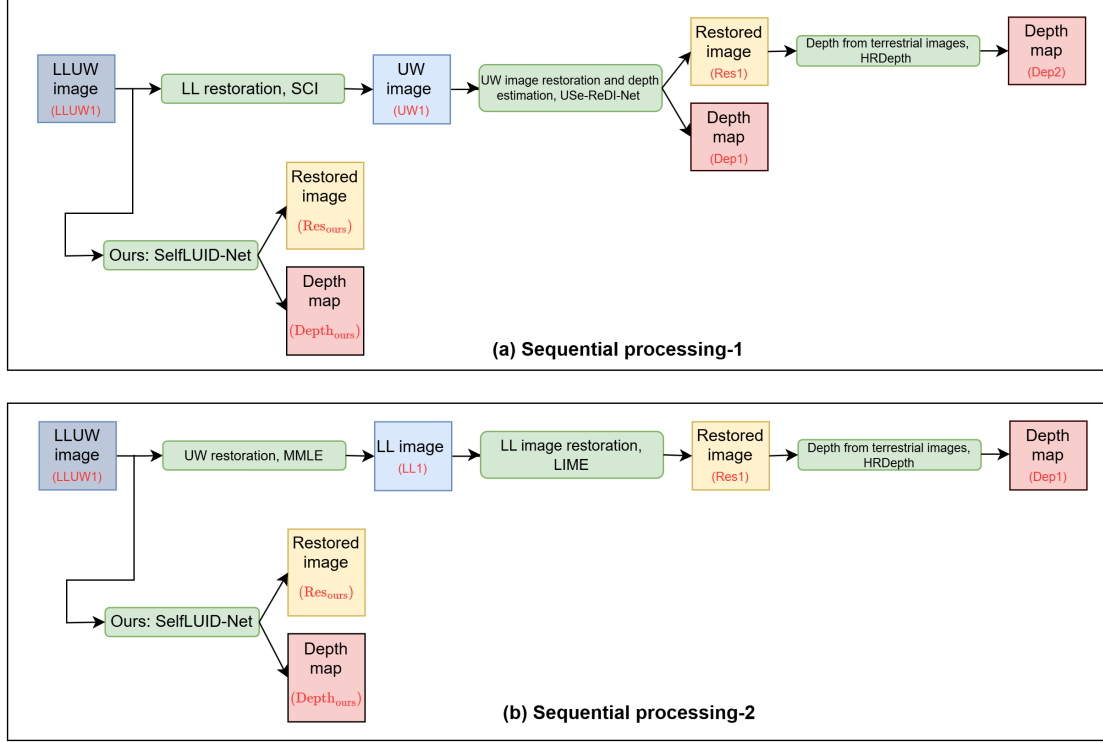 LLUW
image
(LLUW1)
LL restoration, SCI
UW
image
(UW1)
UW image restoration and depth
estimation, USe-ReDI-Net
Restored
image
(Res1)
Depth from terrestrial images,
HRDepth
Depth
map
(Dep2)
Depth
map
(Dep1)
Ours: SelfLUID-Net
Restored
image
(Res_ours)
Depth
map
(Depth_ours)
(a) Sequential processing-1
LLUW
image
(LLUW1)
UW restoration, MMLE
LL image
(LL1)
LL image restoration,
LIME
Restored
image
(Res1)
Depth from terrestrial images,
HRDepth
Depth
map
(Dep1)
Ours: SelfLUID-Net
Restored
image
(Res_ours)
Depth
map
(Depth_ours)
(b) Sequential processing-2